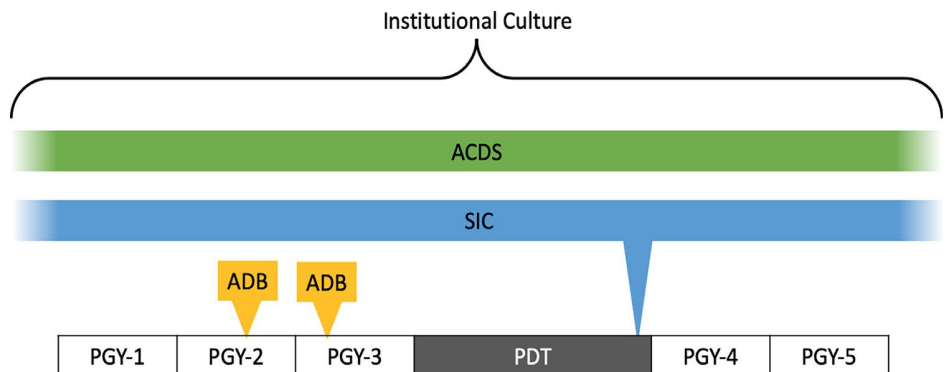 Institutional Culture
ACDS
SIC
ADB ADB
PGY-1 PGY-2 PGY-3 PDT PGY-4 PGY-5